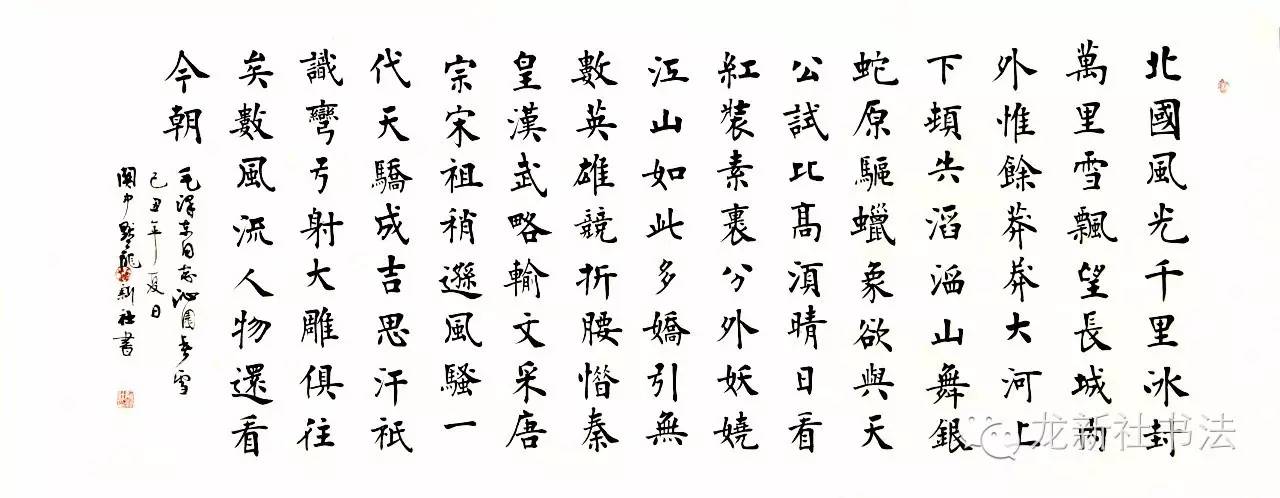 北國風光千里冰封
萬里雪飄望長城內
外惟餘莽莽大河上
下頓失滔滔山舞銀
蛇原驅蠟象欲與天
公試比高須晴日看
紅裝素裹分外妖嬈
江山如此多嬌引無
數英雄競折腰惜秦
皇漢武略輸文采唐
宗宋祖稍遜風騷一
代天驕成吉思汗祇
識彎弓射大雕俱往
矣數風流人物還看
今朝
毛澤東同志沁園春雪
己丑年夏日
關中龍新社書
龙新社书法